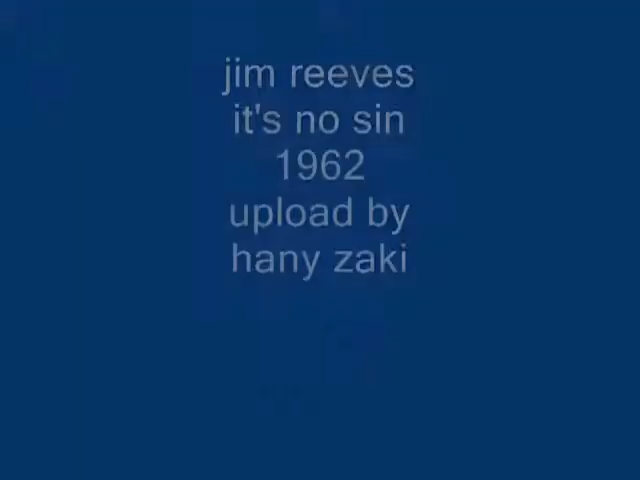 jim reeves
it's no sin
1962
upload by
hany zaki